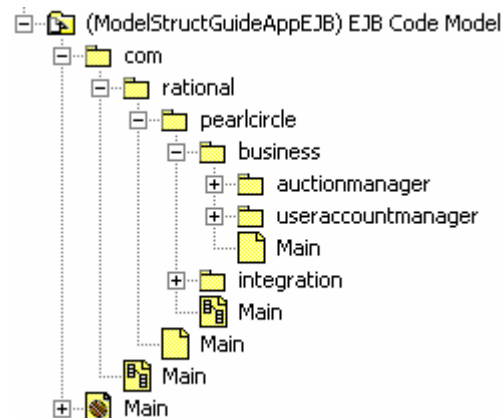 (ModelStructGuideAppEJB) EJB Code Model
com
rational
pearlcircle
business
auctionmanager
useraccountmanager
Main
integration
Main
Main
Main
Main